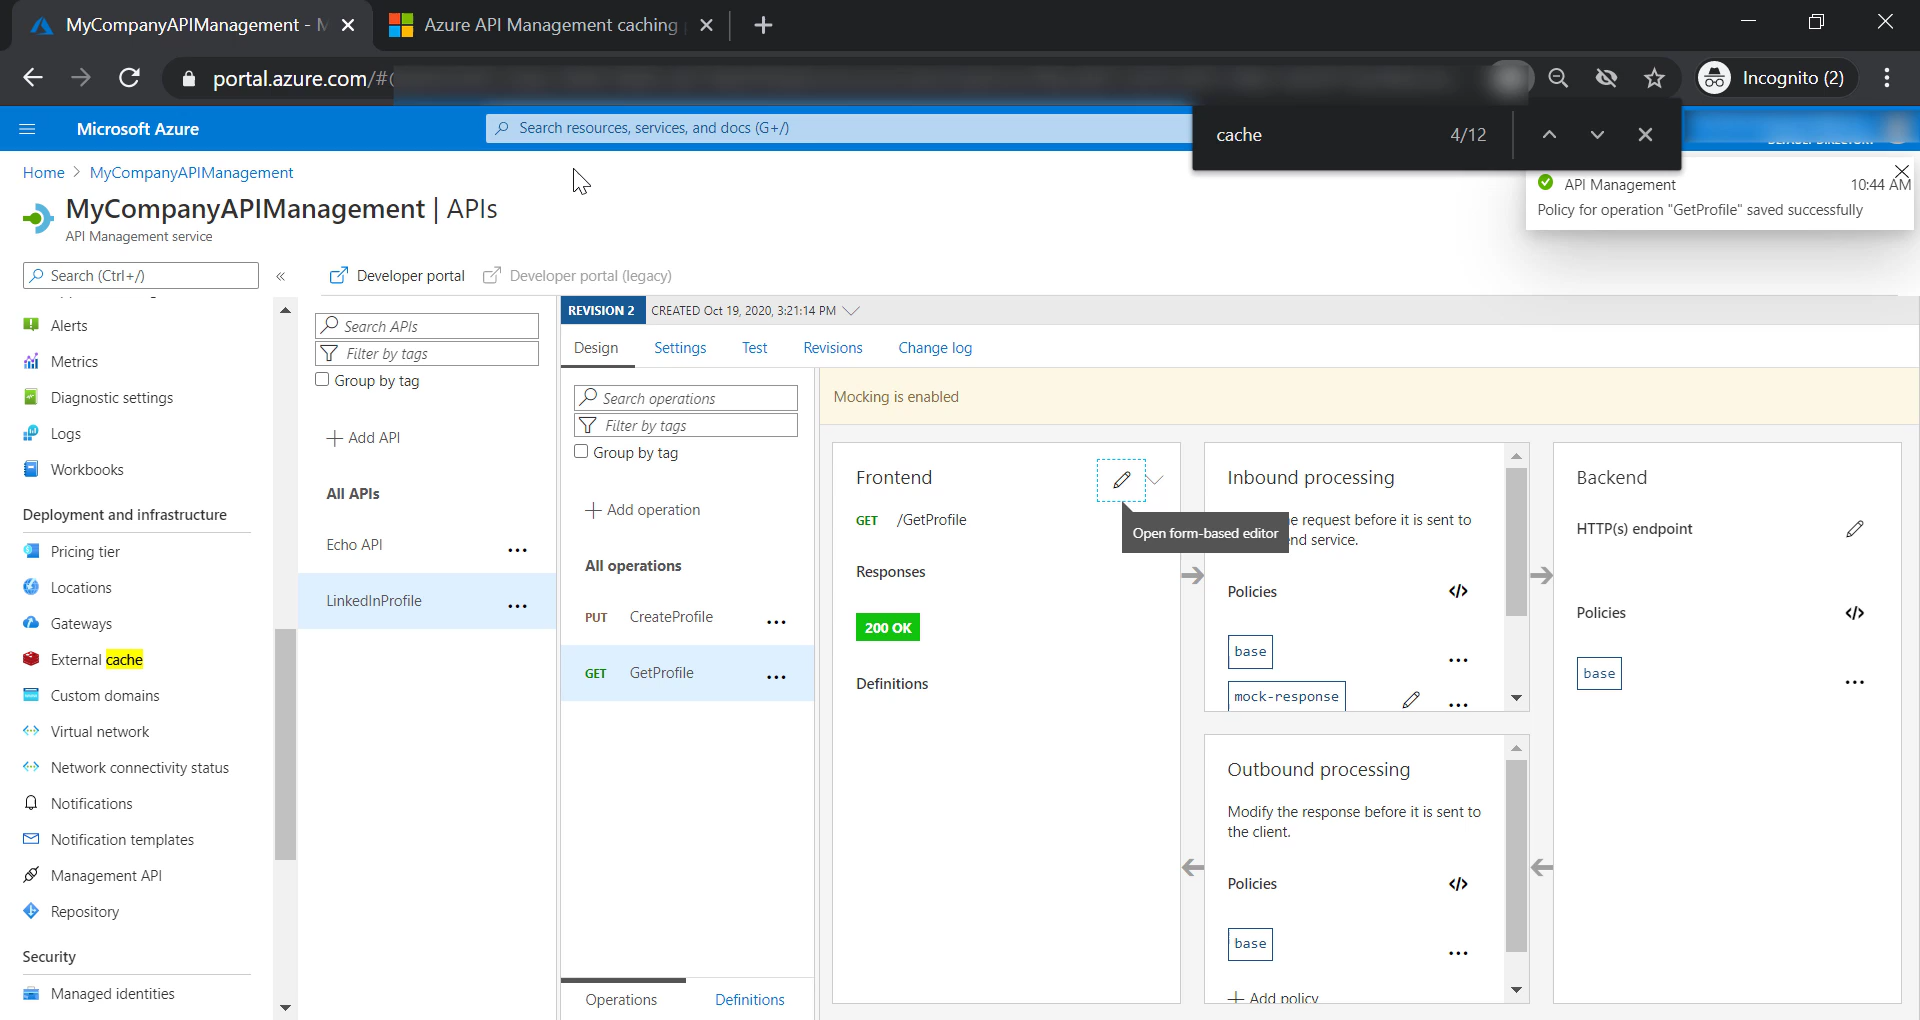 MyCompanyAPIManagement - M
Azure API Management caching
portal.azure.com/#
Incognito (2)
Microsoft Azure
Search resources, services, and docs (G+/)
cache
4/12
Home > MyCompanyAPIManagement
MyCompanyAPIManagement | APIs
API Management service
API Management
10:44 AM
Policy for operation "GetProfile" saved successfully
Search (Ctrl+/)
«
Developer portal
Developer portal (legacy)
Alerts
Metrics
Diagnostic settings
Logs
Workbooks
Deployment and infrastructure
Pricing tier
Locations
Gateways
External cache
Custom domains
Virtual network
Network connectivity status
Notifications
Notification templates
Management API
Repository
Security
Managed identities
Search APIs
Filter by tags
Group by tag
+ Add API
All APIs
Echo API
...
LinkedInProfile
...
REVISION 2
CREATED Oct 19, 2020, 3:21:14 PM
Design
Settings
Test
Revisions
Change log
Search operations
Filter by tags
Group by tag
+ Add operation
All operations
PUT CreateProfile
...
GET GetProfile
...
Operations
Definitions
Mocking is enabled
Frontend
GET /GetProfile
Open form-based editor
Responses
200 OK
Definitions
Inbound processing
request before it is sent to
service.
Policies
</>
base
...
mock-response
...
Outbound processing
Modify the response before it is sent to
the client.
Policies
</>
base
...
+ Add policy
Backend
HTTP(s) endpoint
Policies
</>
base
...